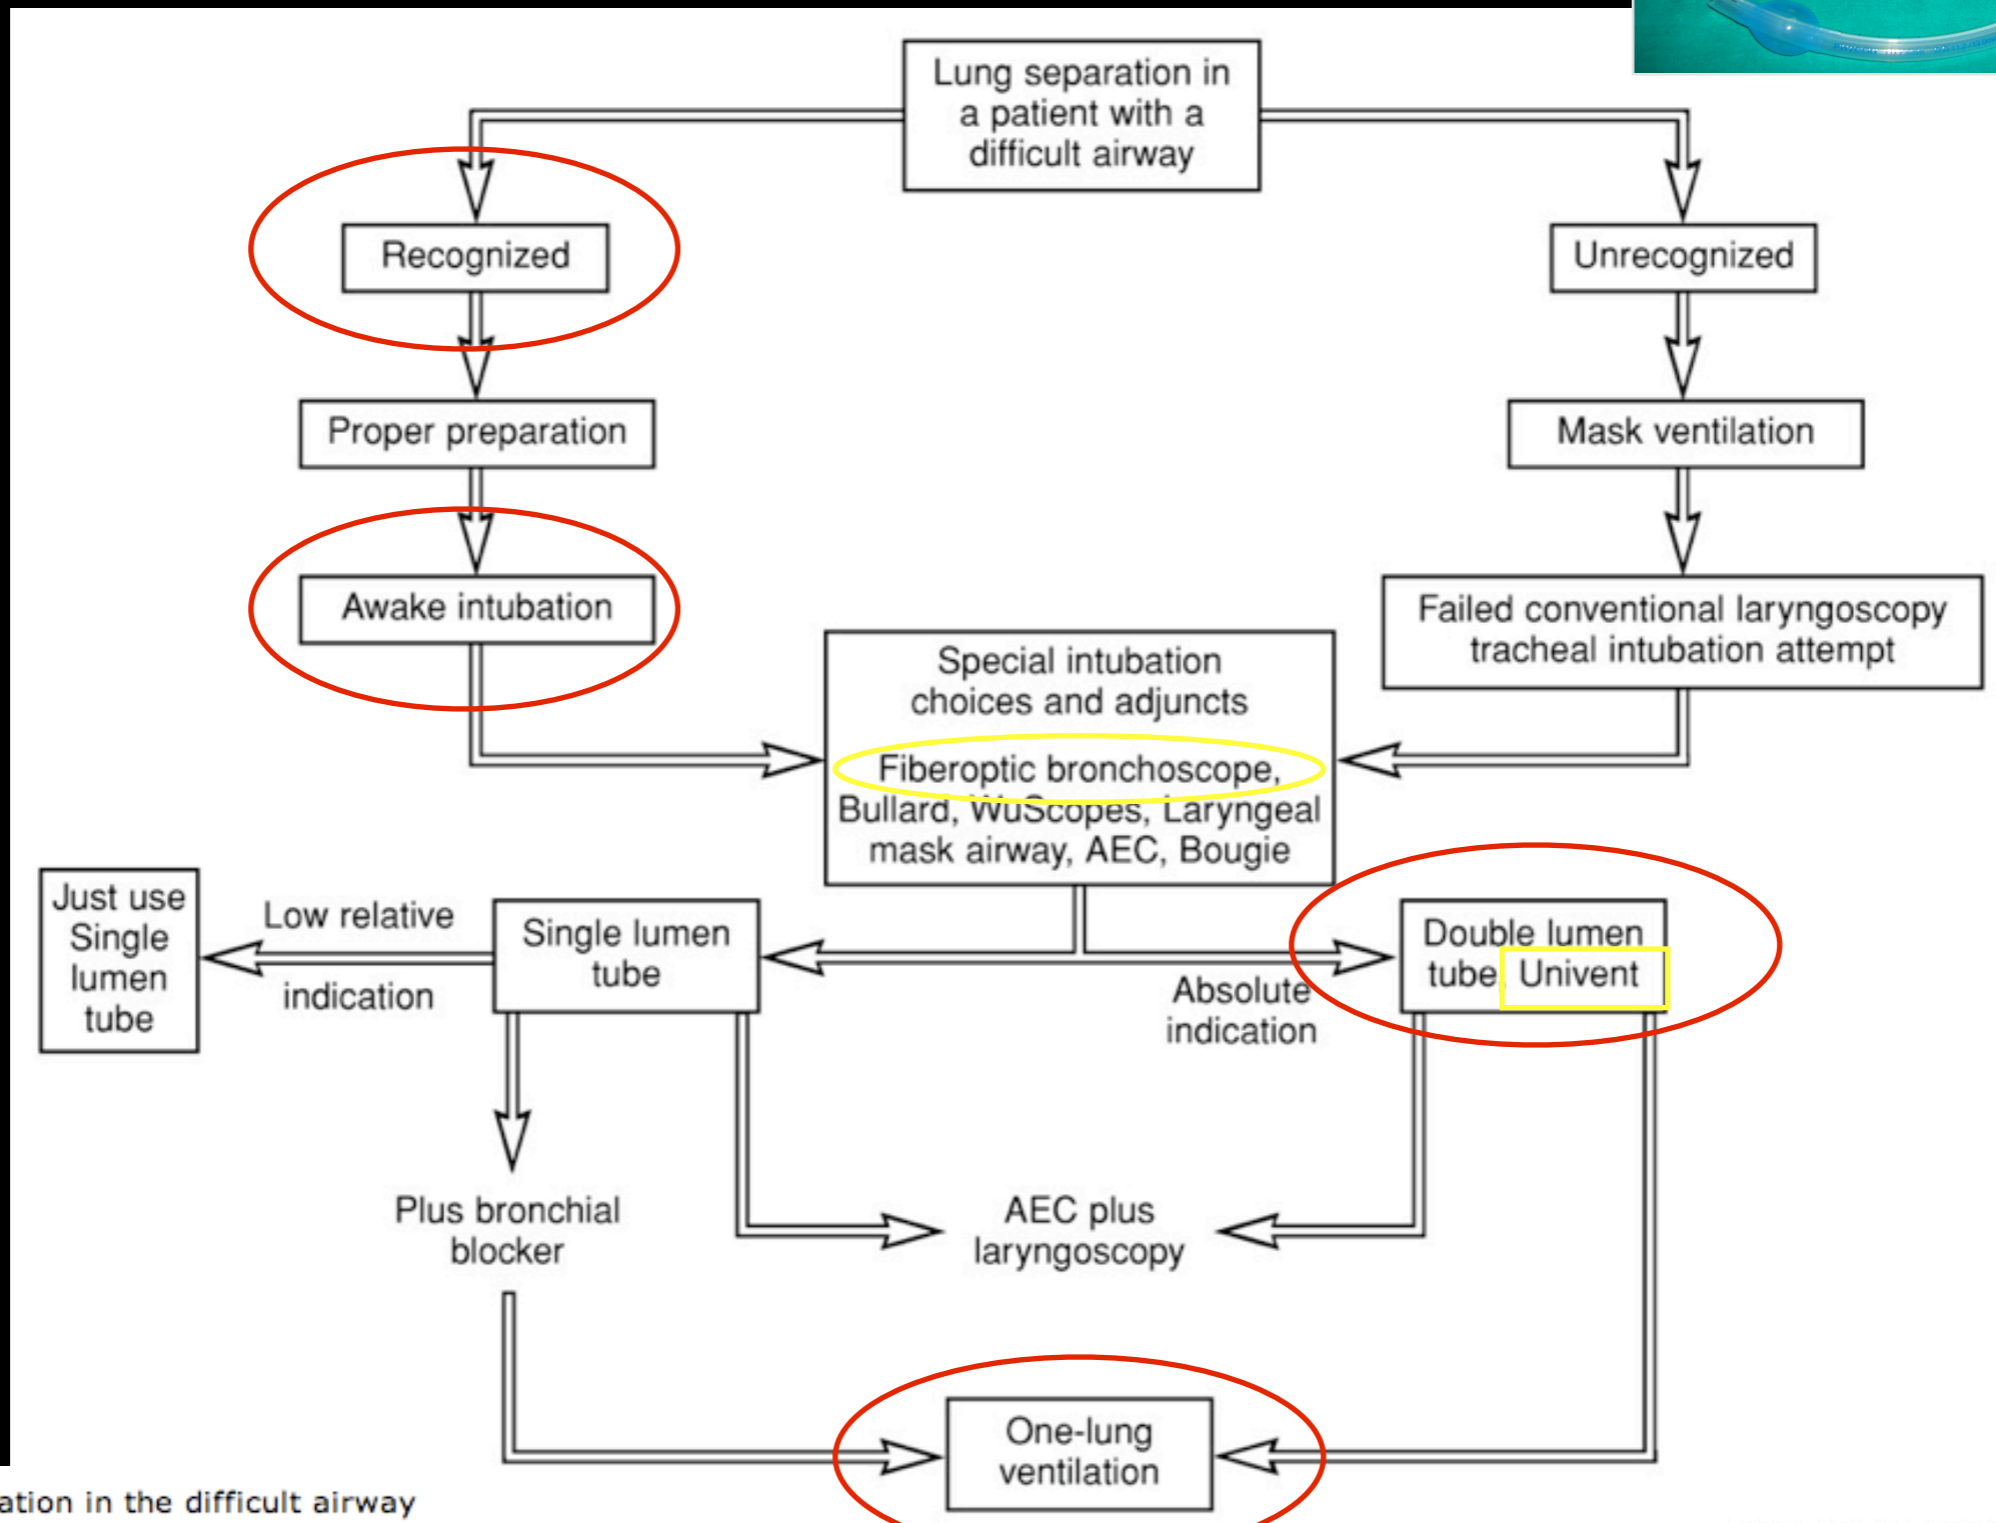 Lung separation in
a patient with a
difficult airway
Recognized
Unrecognized
Proper preparation
Mask ventilation
Awake intubation
Failed conventional laryngoscopy
tracheal intubation attempt
Special intubation
choices and adjuncts
Fiberoptic bronchoscope,
Bullard, WuScopes, Laryngeal
mask airway, AEC, Bougie
Just use
Single
lumen
tube
Low relative
indication
Single lumen
tube
Absolute
indication
Double lumen
tube, Univent
Plus bronchial
blocker
AEC plus
laryngoscopy
One-lung
ventilation
ation in the difficult airway